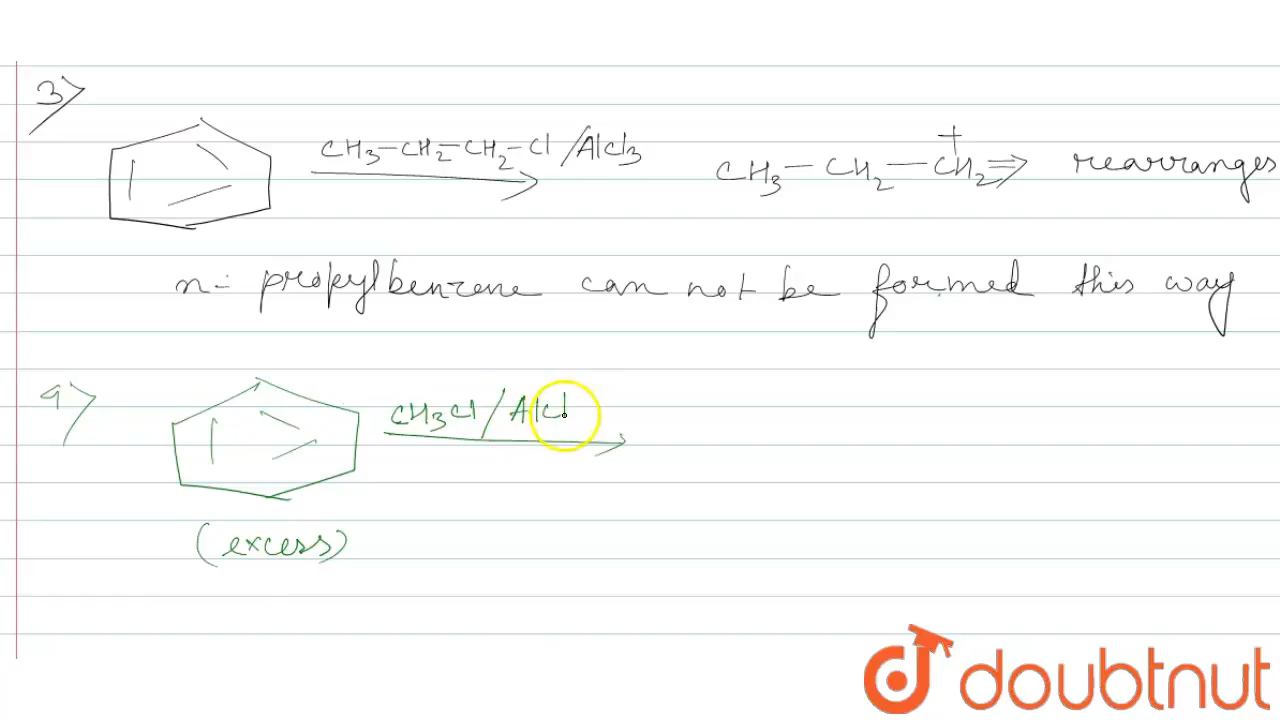 3)
CH3-CH2-CH2-Cl/AlCl3
+
CH3-CH2-CH2 ⇒ rearranges
n- propylbenzene can not be formed this way
4)
CH3Cl/AlCl
(excess)
doubtnut